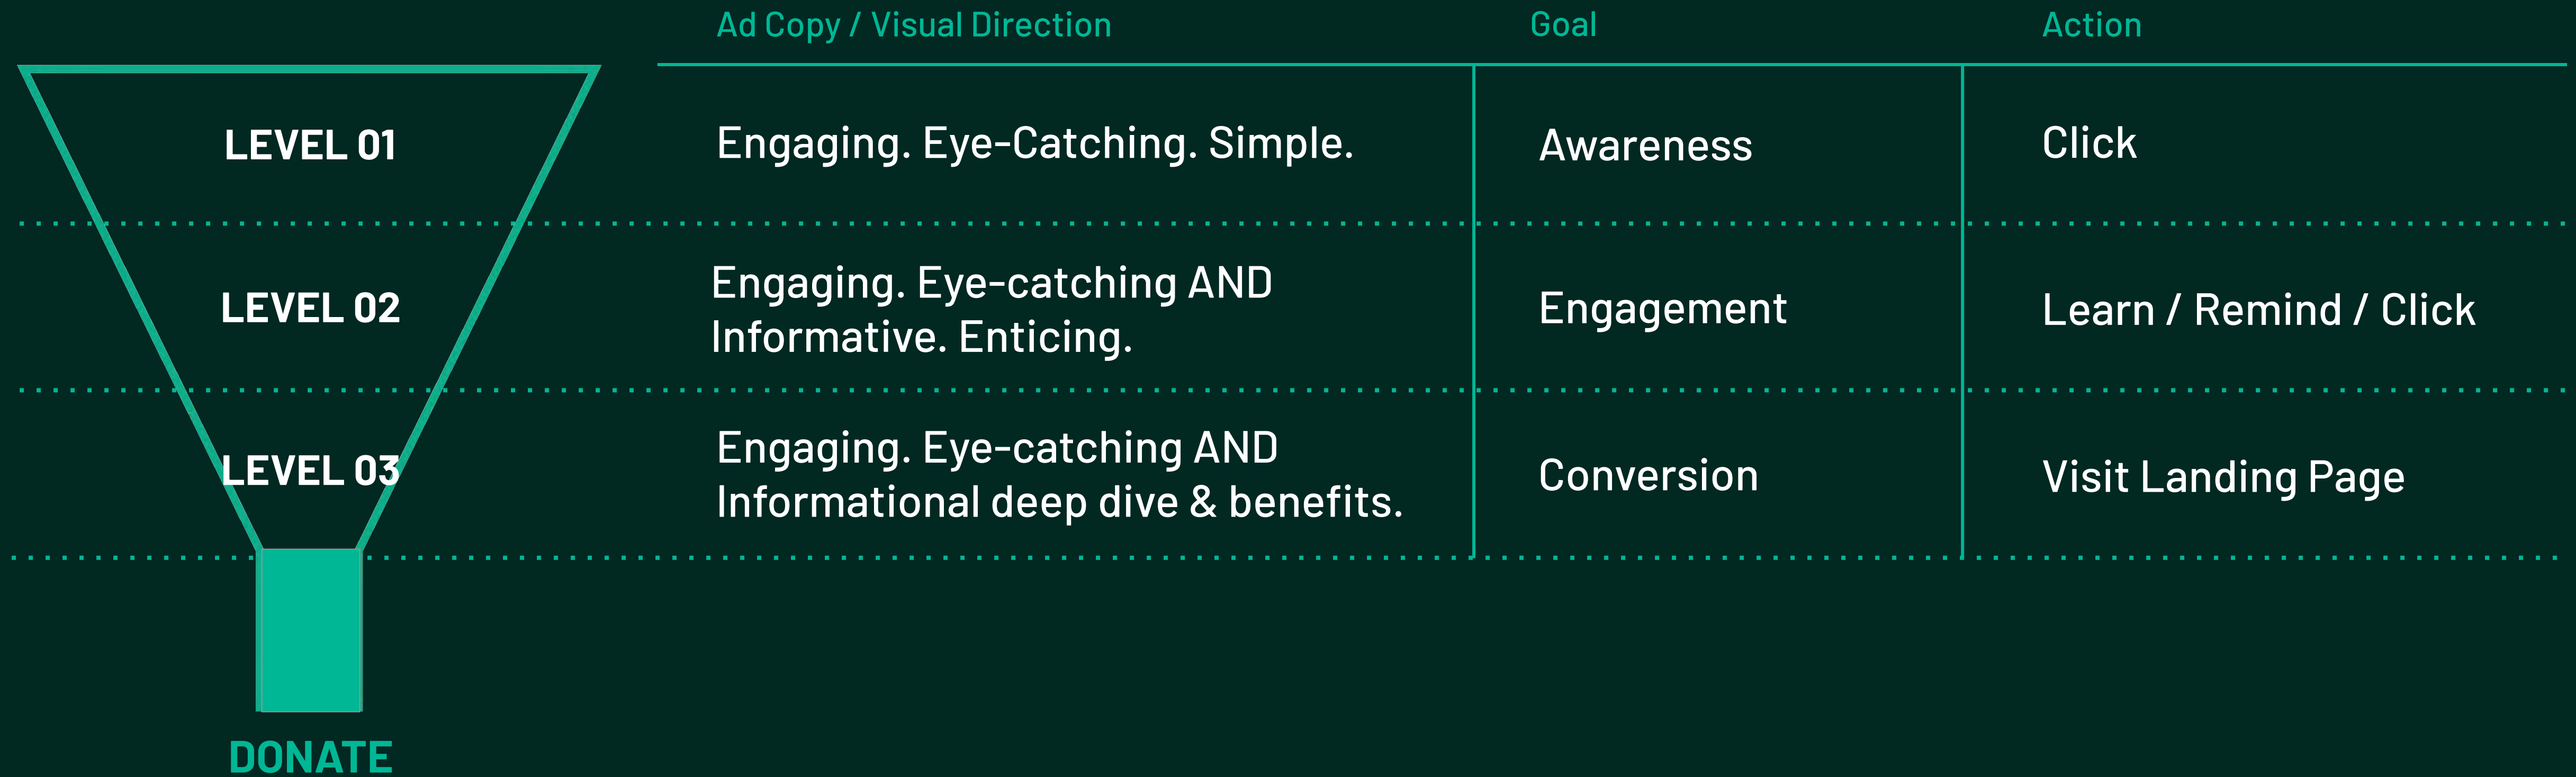 Ad Copy / Visual Direction
Goal
Action
LEVEL 01
Engaging. Eye-Catching. Simple.
Awareness
Click
LEVEL 02
Engaging. Eye-catching AND
Informative. Enticing.
Engagement
Learn / Remind / Click
LEVEL 03
Engaging. Eye-catching AND
Informational deep dive & benefits.
Conversion
Visit Landing Page
DONATE